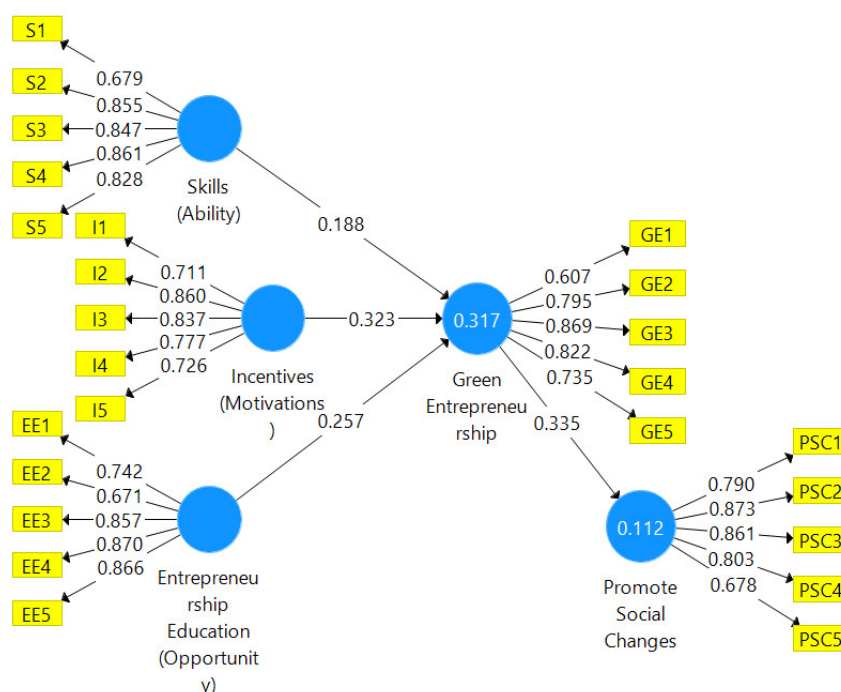 S1
S2
S3
S4
S5
0.679
0.855
0.847
0.861
0.828
Skills
(Ability)
0.188
I1
I2
I3
I4
I5
0.711
0.860
0.837
0.777
0.726
Incentives
(Motivations
)
0.323
EE1
EE2
EE3
EE4
EE5
0.742
0.671
0.857
0.870
0.866
Entrepreneu
rship
Education
(Opportunit
y)
0.257
0.317
Green
Entrepreneu
rship
GE1
GE2
GE3
GE4
GE5
0.607
0.795
0.869
0.822
0.735
0.335
0.112
Promote
Social
Changes
PSC1
PSC2
PSC3
PSC4
PSC5
0.790
0.873
0.861
0.803
0.678